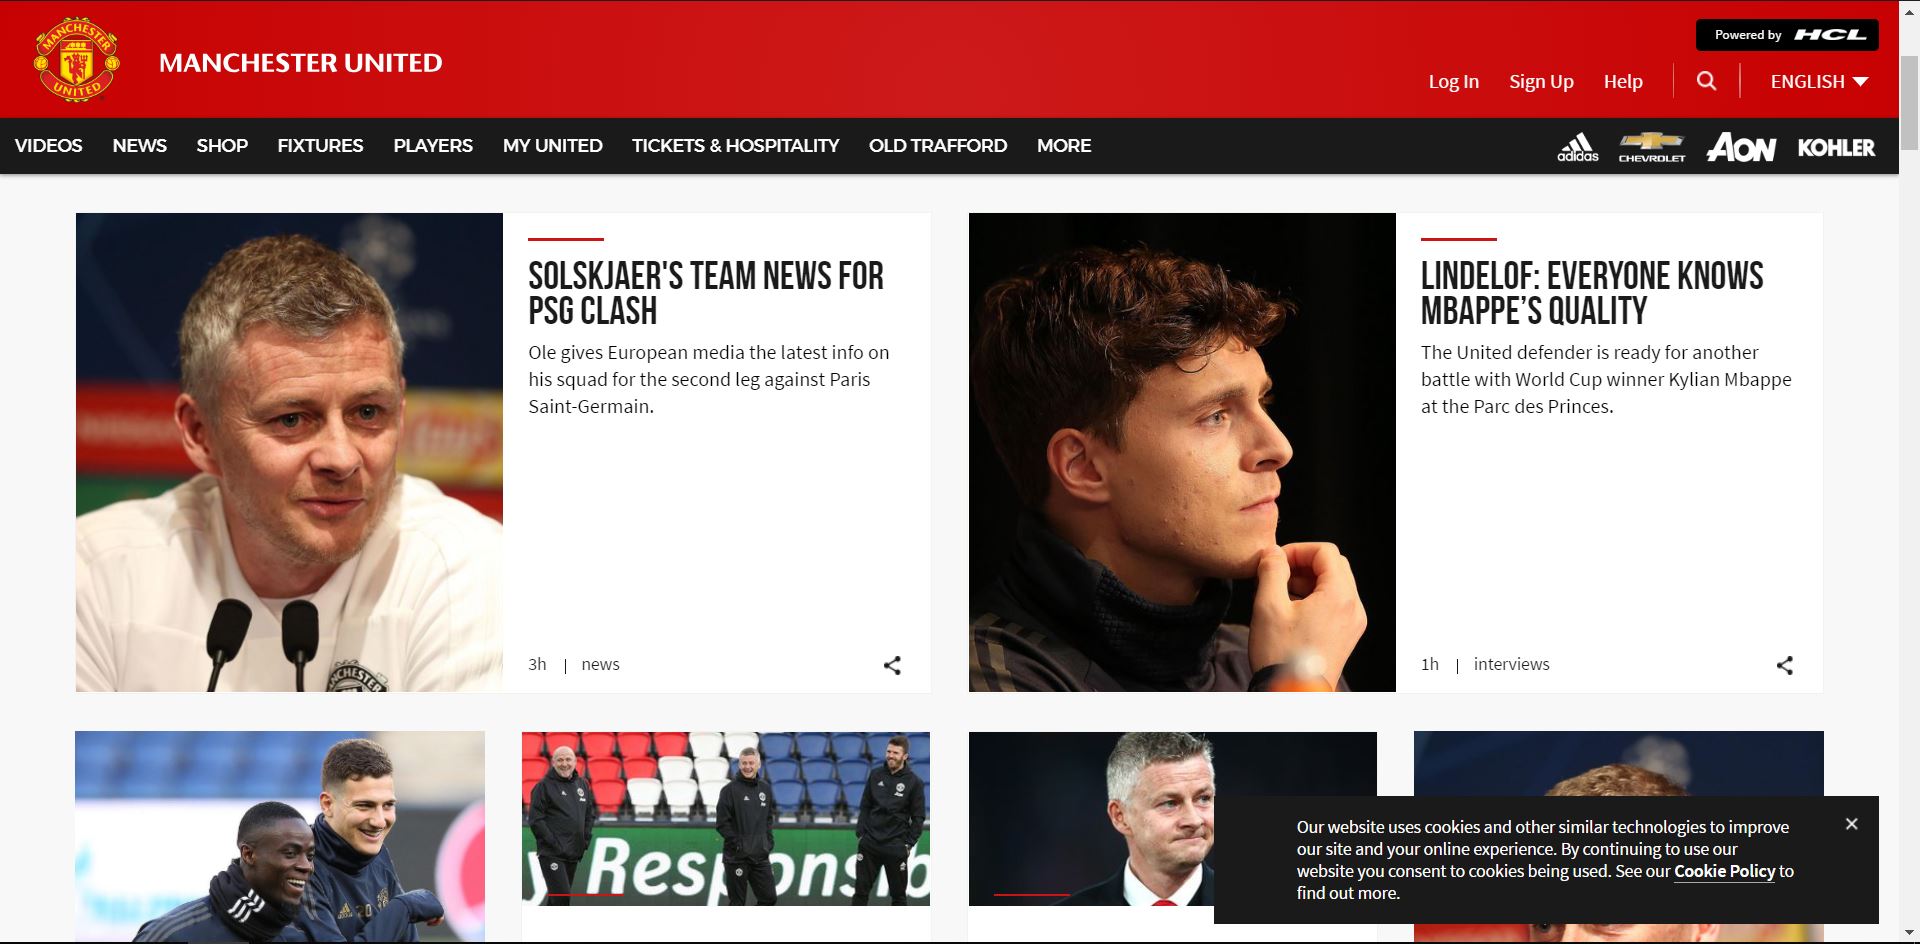 MANCHESTER
UNITED
MANCHESTER UNITED
Powered by HCL
Log In
Sign Up
Help
ENGLISH
VIDEOS
NEWS
SHOP
FIXTURES
PLAYERS
MY UNITED
TICKETS & HOSPITALITY
OLD TRAFFORD
MORE
adidas
CHEVROLET
AON
KOHLER
SOLSKJAER'S TEAM NEWS FOR
PSG CLASH
Ole gives European media the latest info on
his squad for the second leg against Paris
Saint-Germain.
3h | news
LINDELOF: EVERYONE KNOWS
MBAPPE’S QUALITY
The United defender is ready for another
battle with World Cup winner Kylian Mbappe
at the Parc des Princes.
1h | interviews
y Responsib
20
Our website uses cookies and other similar technologies to improve
our site and your online experience. By continuing to use our
website you consent to cookies being used. See our Cookie Policy to
find out more.